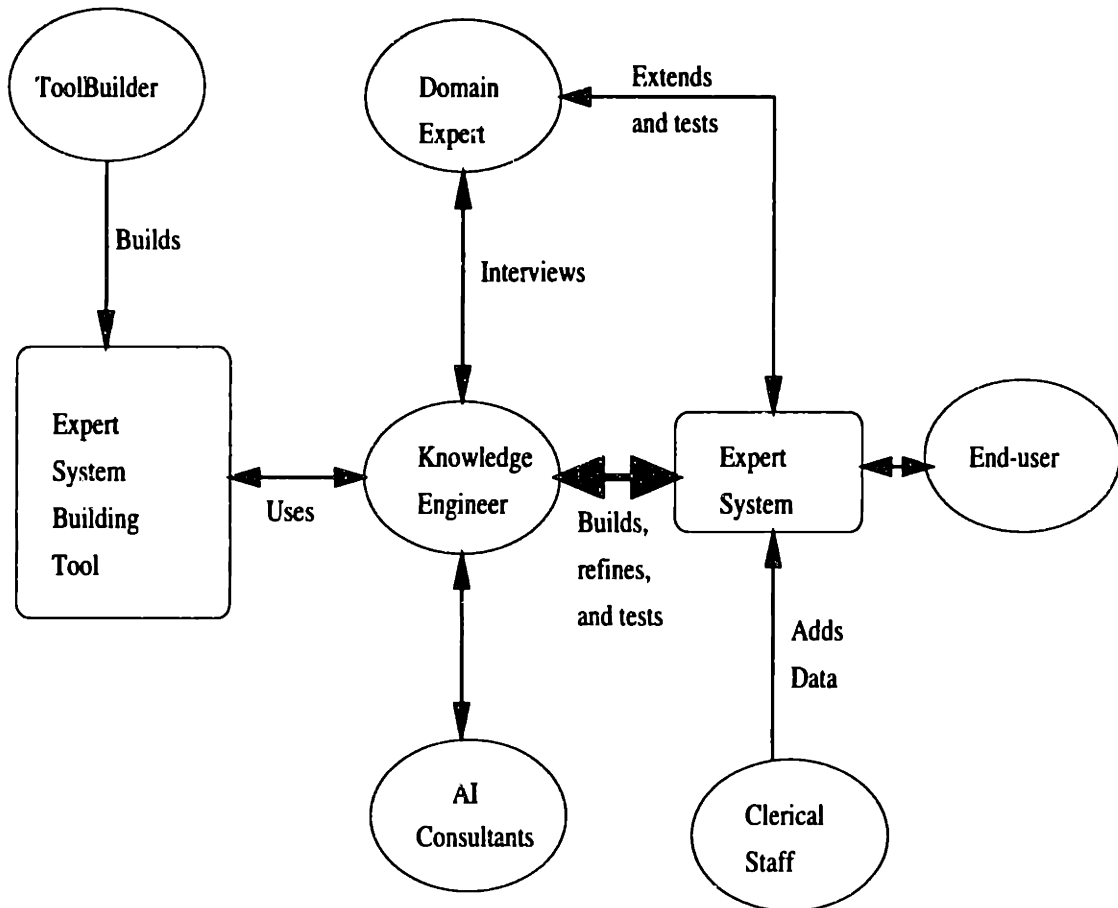 ToolBuilder
Domain
Expert
Extends
and tests
Builds
Interviews
Expert
System
Building
Tool
Uses
Knowledge
Engineer
Builds,
refines,
and tests
Expert
System
End-user
Adds
Data
AI
Consultants
Clerical
Staff